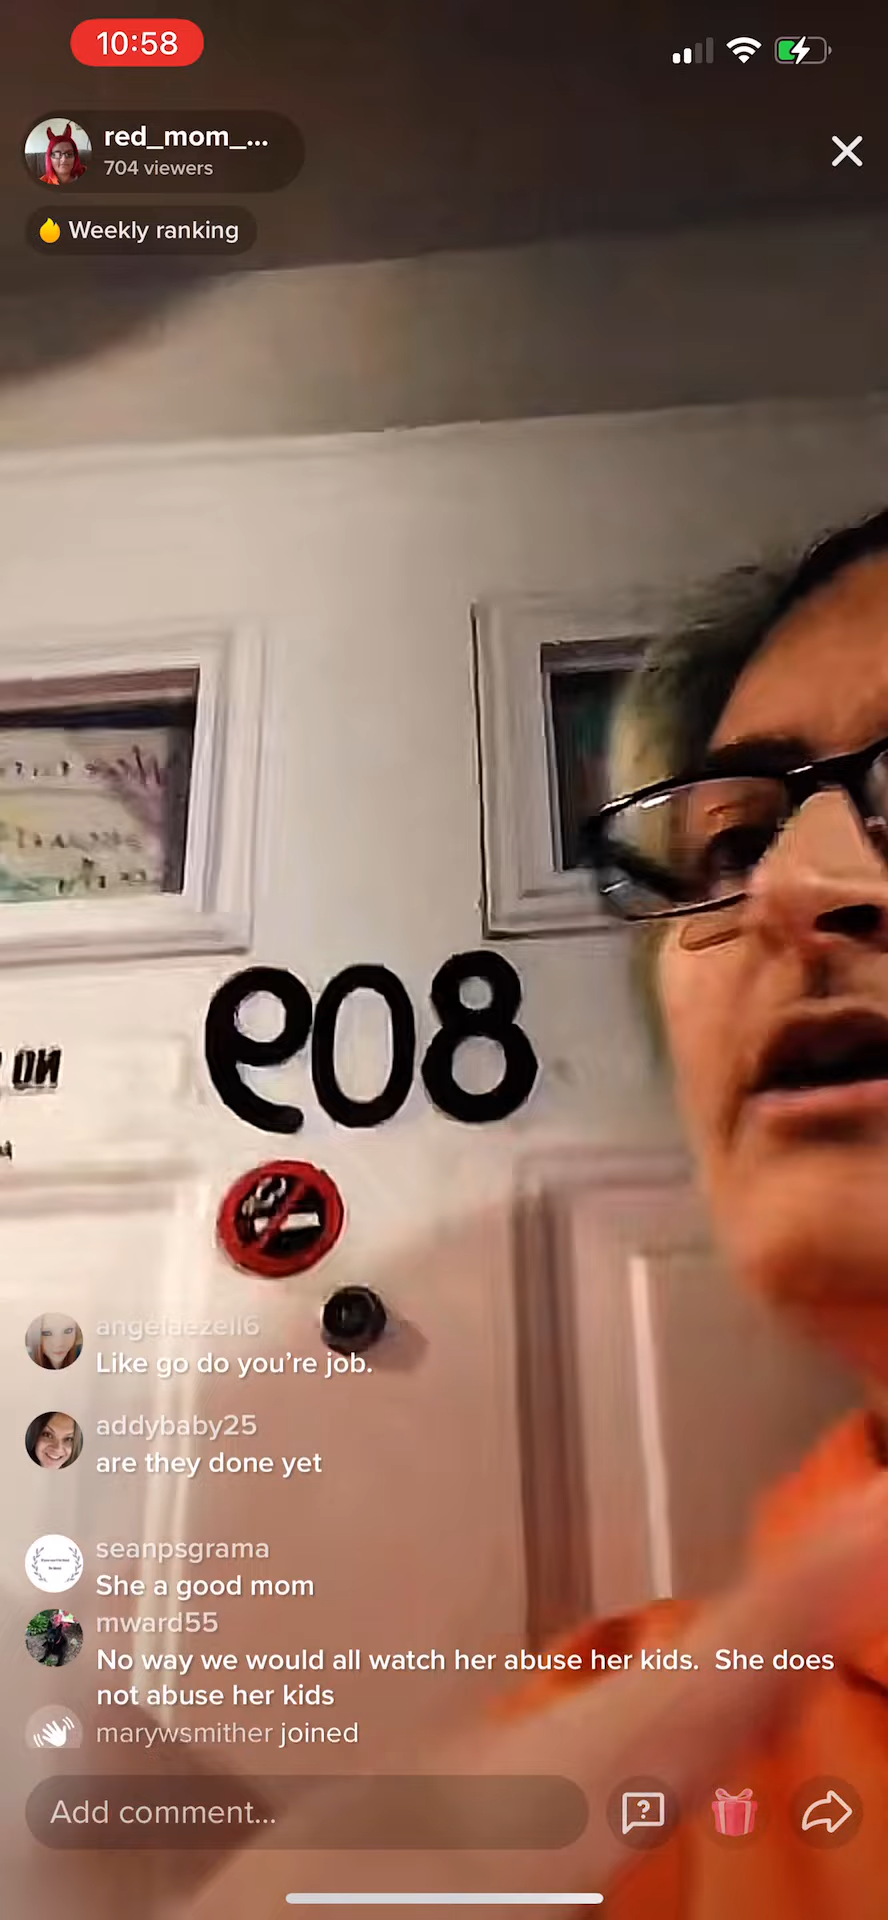 10:58
red_mom_...
704 viewers
Weekly ranking
809
angelaezell6
Like go do you're job.
addybaby25
are they done yet
seanpsgrama
She a good mom
mward55
No way we would all watch her abuse her kids. She does
not abuse her kids
marywsmither joined
Add comment...